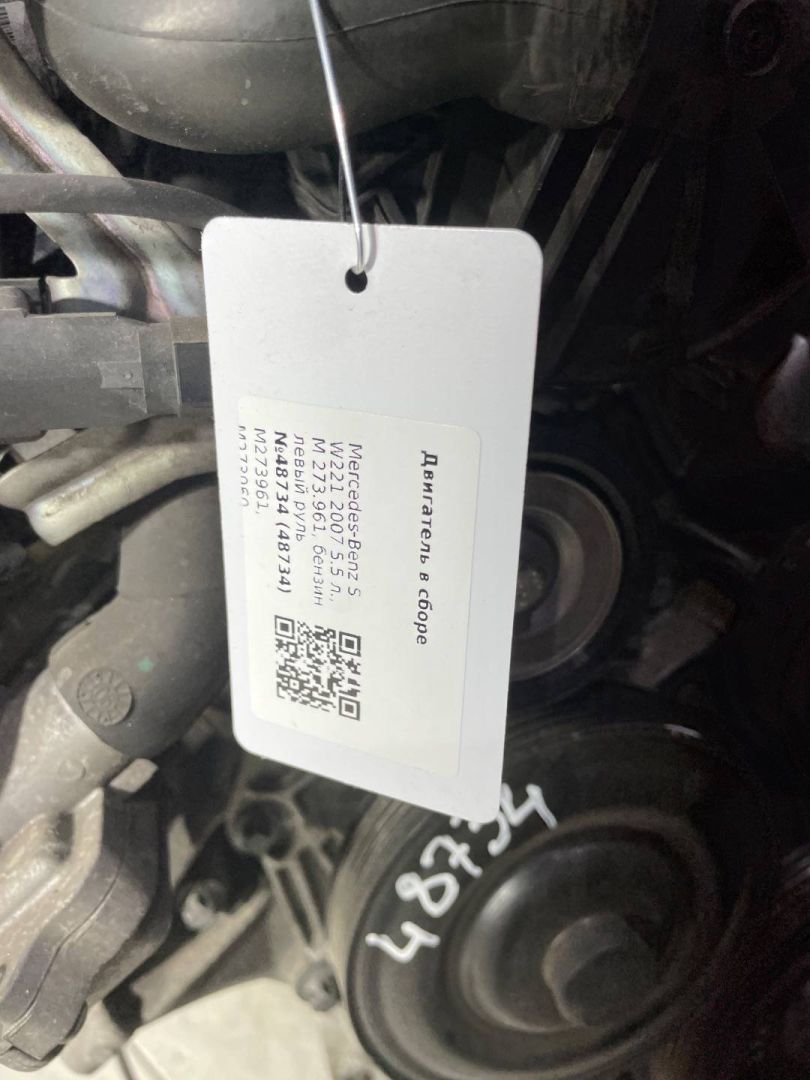 Двигатель в сборе
Mercedes-Benz S
W221 2007 5.5 л.,
М 273.961, бензин
левый руль
№48734 (48734)
M273961,
48734